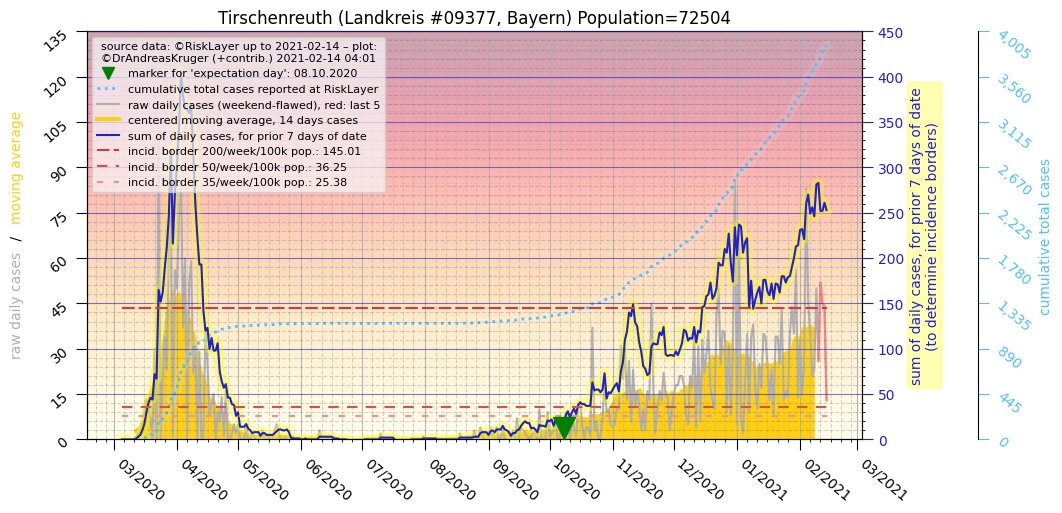 Tirschenreuth (Landkreis #09377, Bayern) Population=72504
source data: ©RiskLayer up to 2021-02-14 – plot:
©DrAndreasKruger (+contrib.) 2021-02-14 04:01
marker for 'expectation day': 08.10.2020
cumulative total cases reported at RiskLayer
raw daily cases (weekend-flawed), red: last 5
centered moving average, 14 days cases
sum of daily cases, for prior 7 days of date
incid. border 200/week/100k pop.: 145.01
incid. border 50/week/100k pop.: 36.25
incid. border 35/week/100k pop.: 25.38
raw daily cases / moving average
135
120
105
90
75
60
45
30
15
0
03/2020
04/2020
05/2020
06/2020
07/2020
08/2020
09/2020
10/2020
11/2020
12/2020
01/2021
02/2021
03/2021
450
400
350
300
250
200
150
100
50
0
sum of daily cases, for prior 7 days of date
(to determine incidence borders)
4,005
3,560
3,115
2,670
2,225
1,780
1,335
890
445
0
cumulative total cases